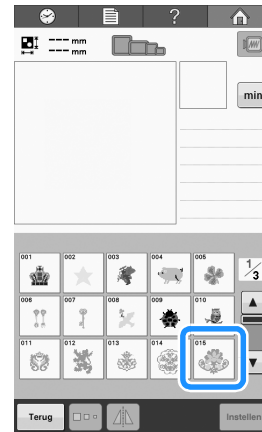 ?
--- mm
--- mm
min
001 002 003 004 005
1/3
006 007 008 009 010
011 012 013 014 015
Terug Instellen